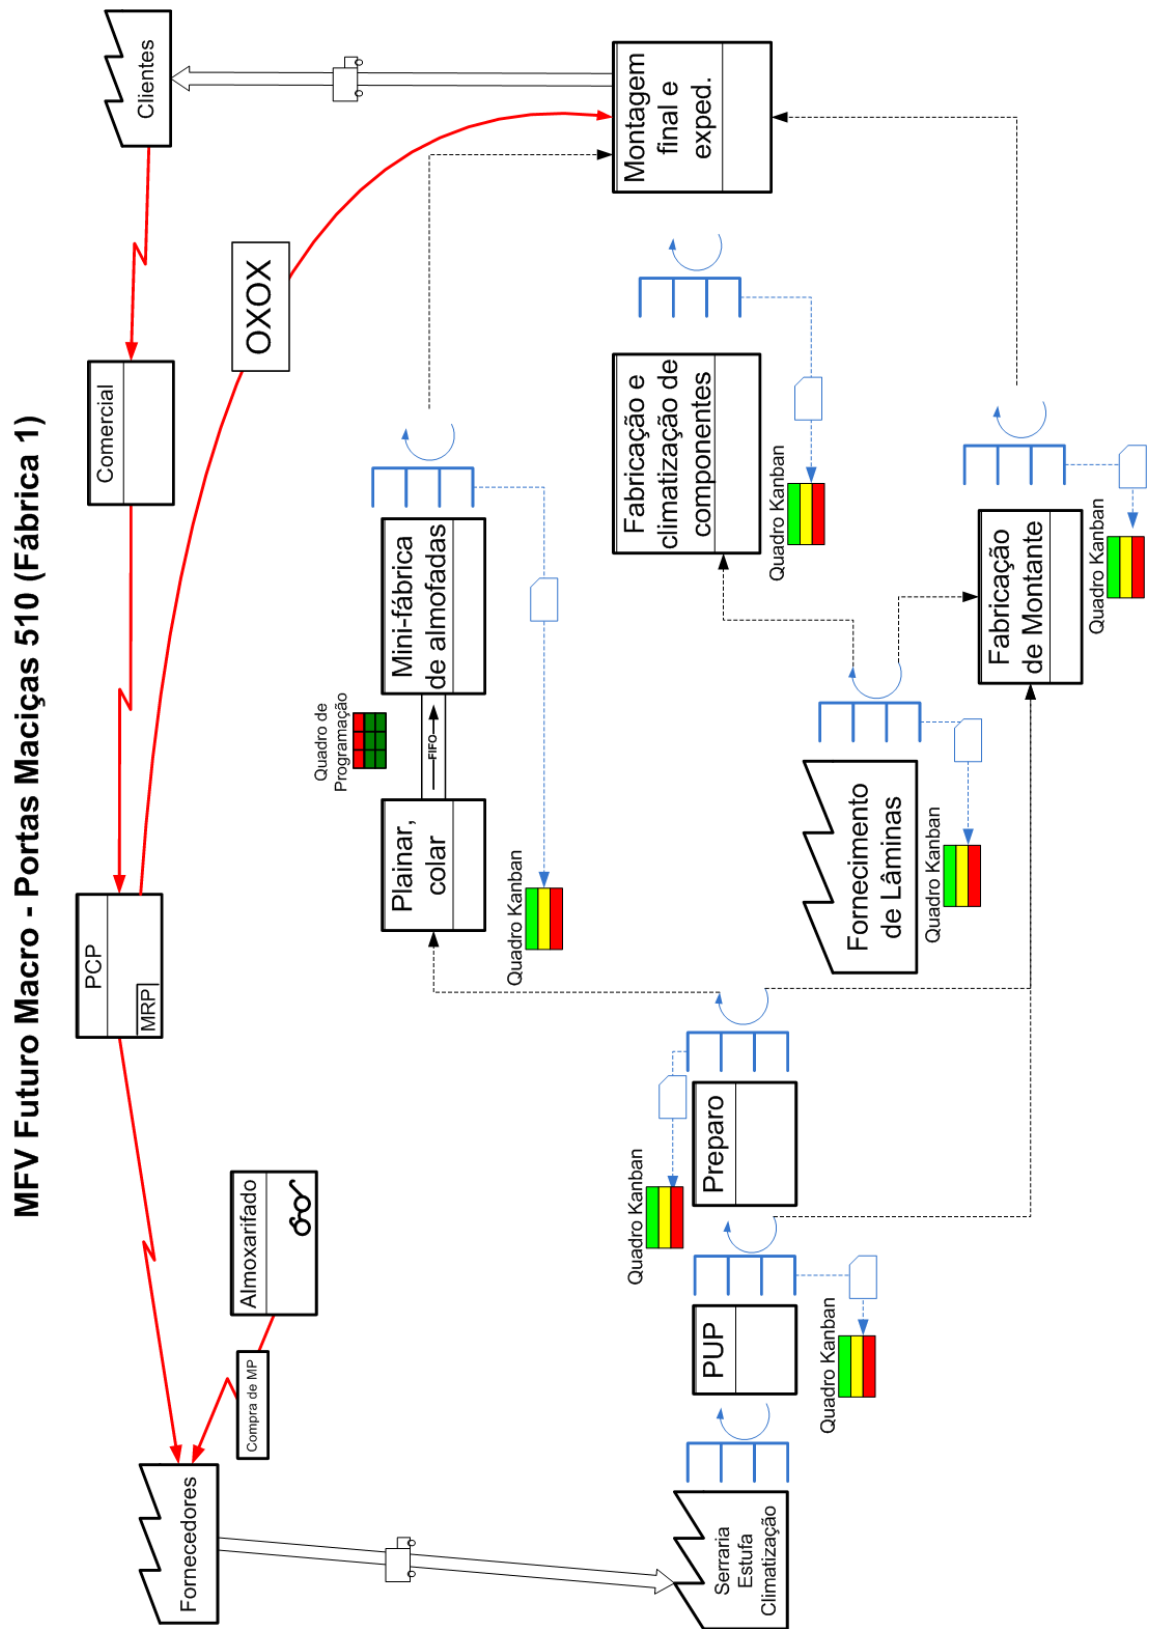 MFV Futuro Macro - Portas Maciças 510 (Fábrica 1)
Fornecedores
Compra de MP
Almoxarifado
PCP
MRP
Comercial
Clientes
OXOX
Quadro de
Programação
Plainar,
colar
FIFO
Mini-fábrica
de almofadas
Quadro Kanban
Montagem
final e
exped.
Fabricação e
climatização de
componentes
Quadro Kanban
Serraria
Estufa
Climatização
PUP
Quadro Kanban
Preparo
Quadro Kanban
Fornecimento
de Lâminas
Quadro Kanban
Fabricação
de Montante
Quadro Kanban